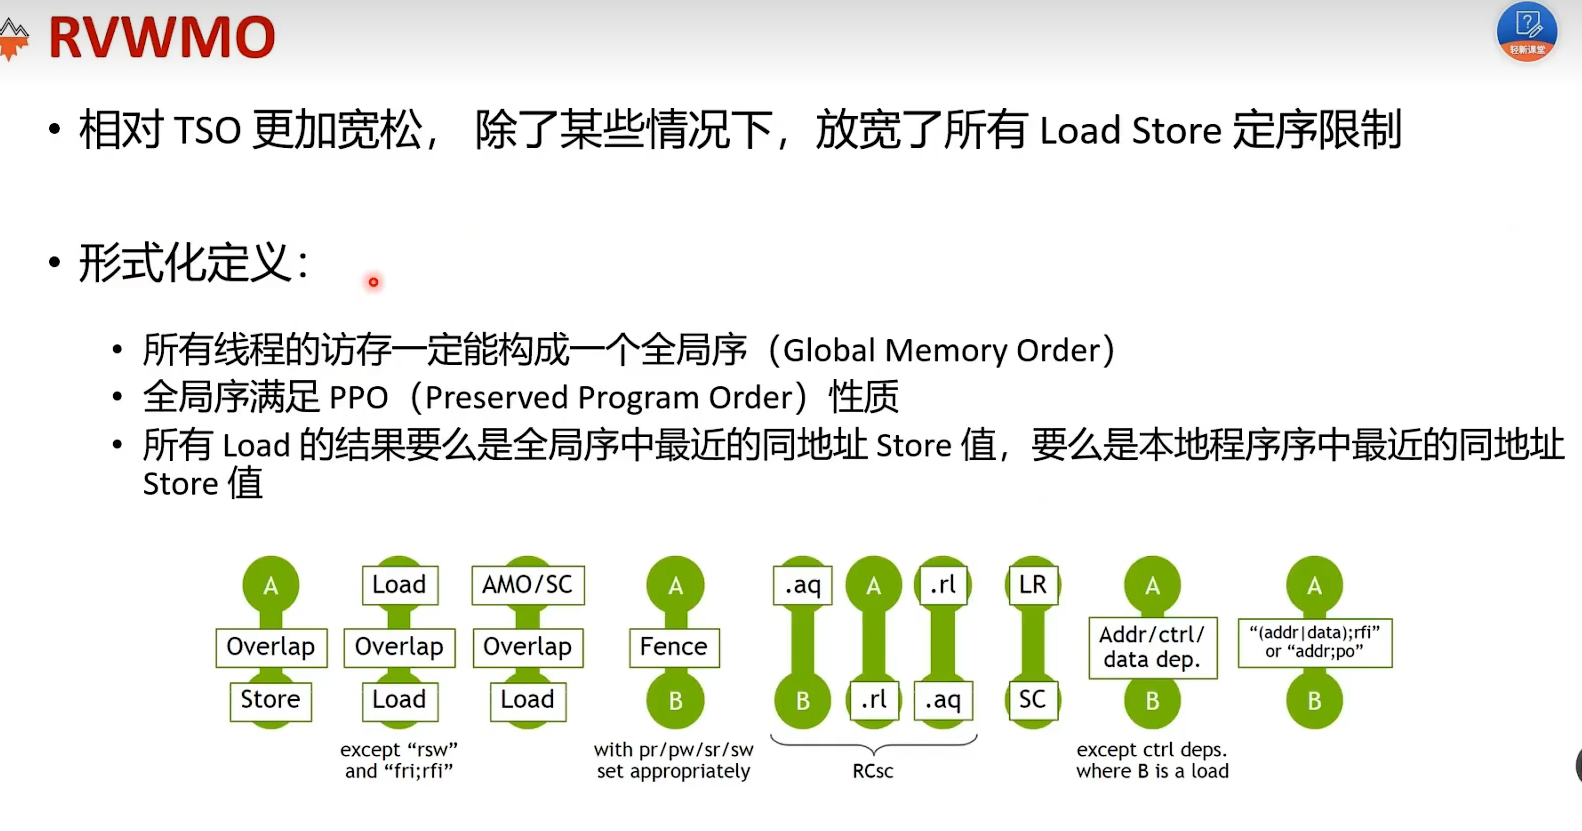 RVWMO
轻新课堂
• 相对 TSO 更加宽松， 除了某些情况下，放宽了所有 Load Store 定序限制
• 形式化定义：
• 所有线程的访存一定能构成一个全局序（Global Memory Order）
• 全局序满足 PPO（Preserved Program Order）性质
• 所有 Load 的结果要么是全局序中最近的同地址 Store 值，要么是本地程序序中最近的同地址
Store 值
A
Overlap
Store
Load
Overlap
Load
except “rsw”
and “fri;rfi”
AMO/SC
Overlap
Load
A
Fence
B
with pr/pw/sr/sw
set appropriately
.aq
B
A
.rl
.rl
.aq
RCsc
LR
SC
A
Addr/ctrl/
data dep.
B
except ctrl deps.
where B is a load
A
“(addr|data);rfi”
or “addr;po”
B